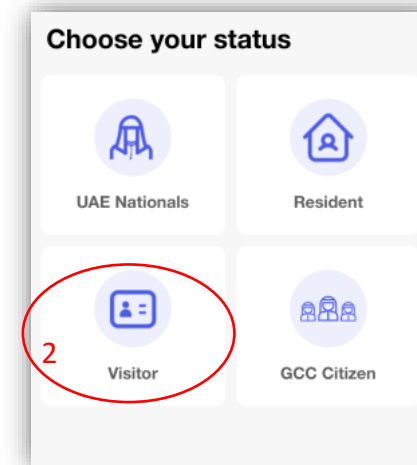 Choose your status
UAE Nationals
Resident
2
Visitor
GCC Citizen